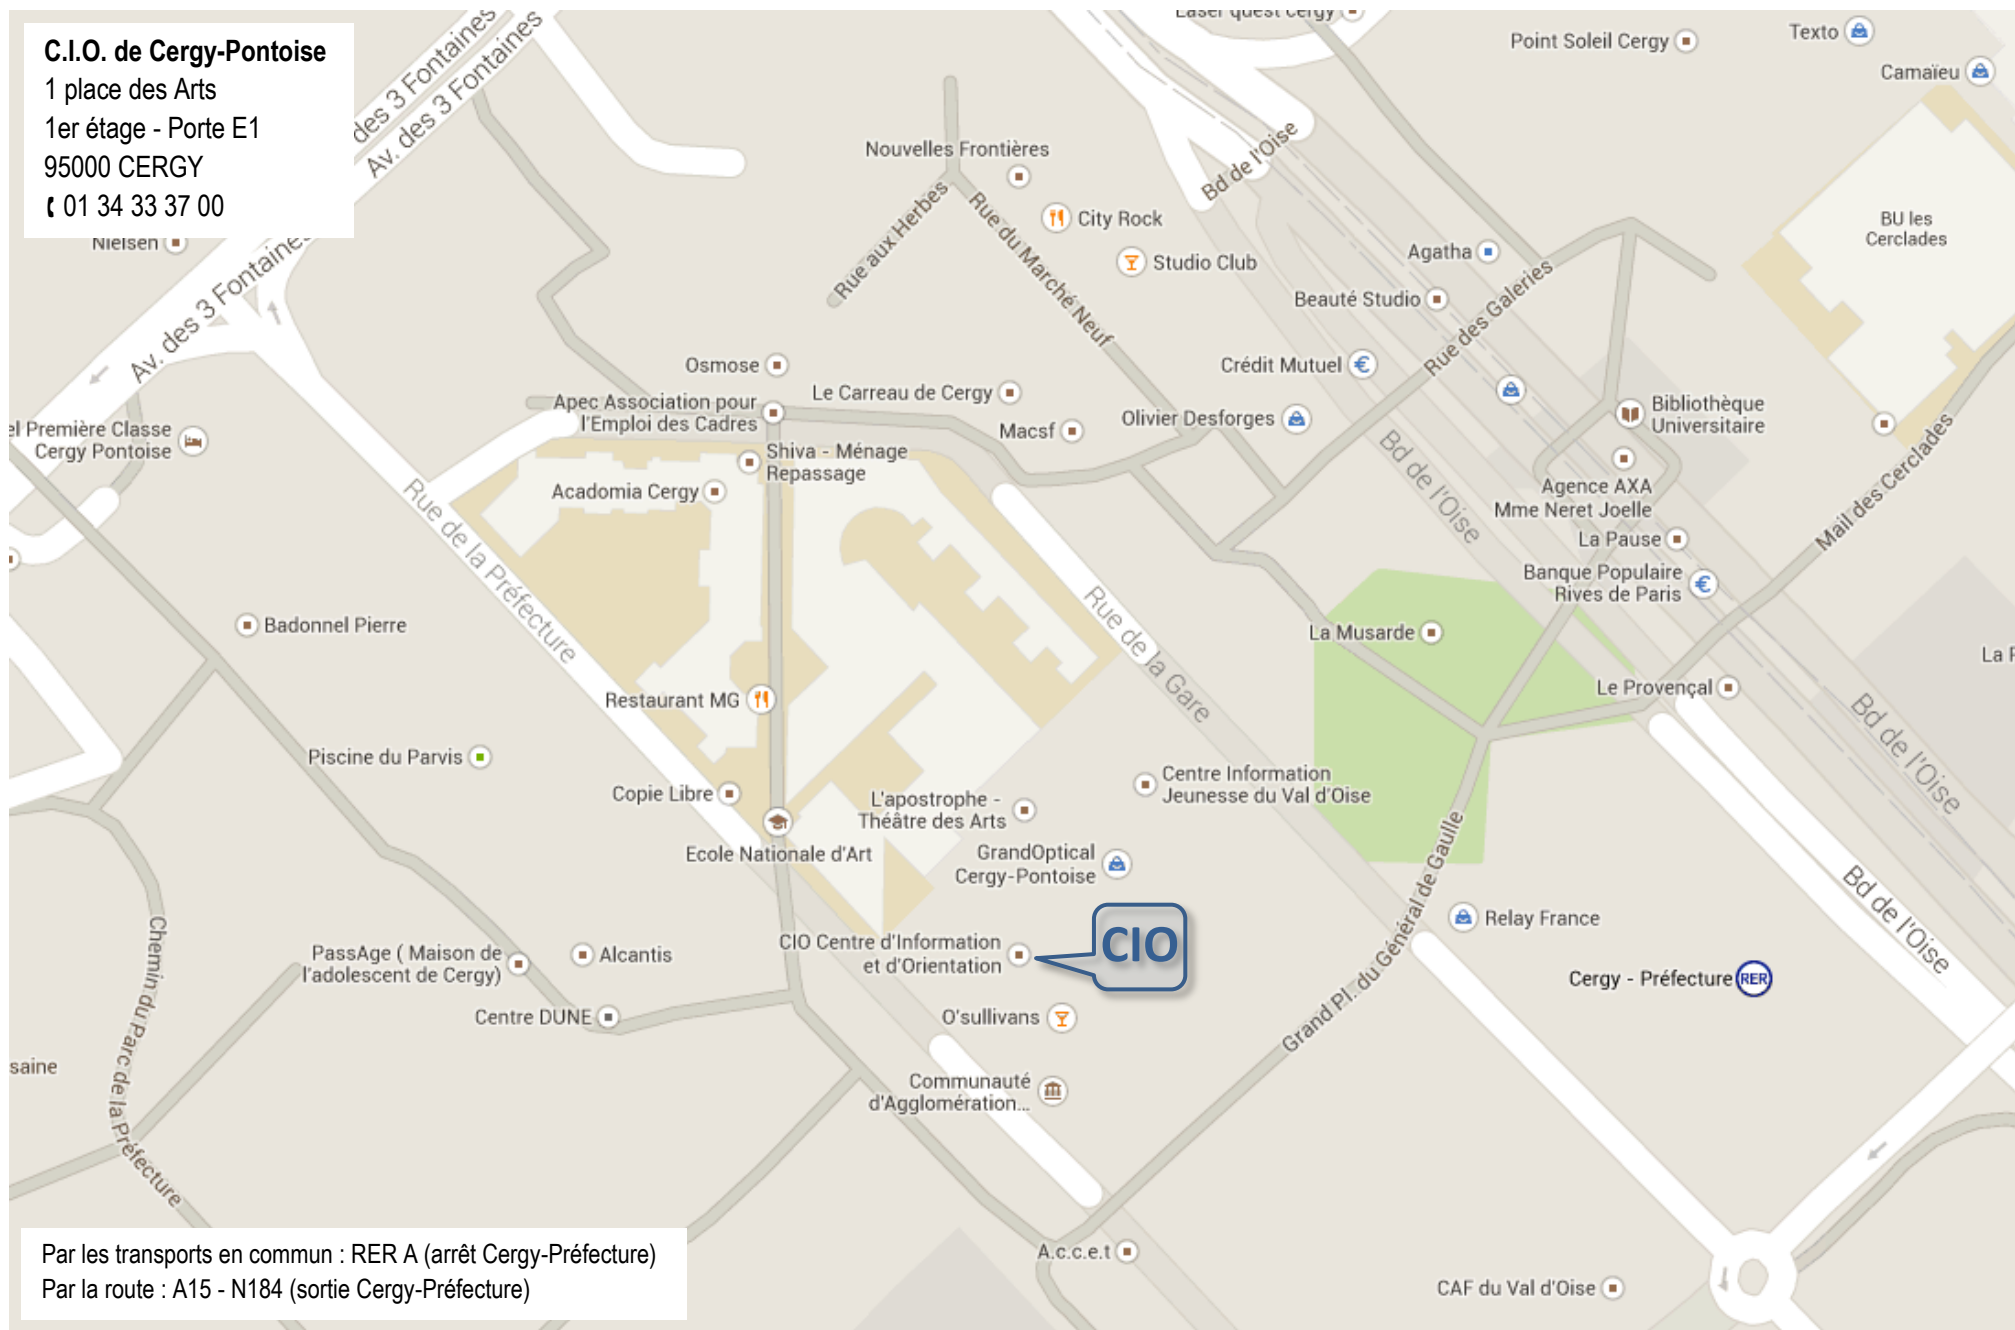 C.I.O. de Cergy-Pontoise
1 place des Arts
1er étage - Porte E1
95000 CERGY
01 34 33 37 00
des 3 Fontaines
Av. des 3 Fontaines
Av. des 3 Fontaines
Laser quest cergy
Point Soleil Cergy
Texto
Camaïeu
BU les
Cerclades
Nielsen
Nouvelles Frontières
City Rock
Studio Club
Bd de l'Oise
Agatha
Beauté Studio
Rue aux Herbes
Rue du Marché Neuf
Rue des Galeries
Osmose
Le Carreau de Cergy
Crédit Mutuel
Apec Association pour
l'Emploi des Cadres
Olivier Desforges
Macsf
Bibliothèque
Universitaire
el Première Classe
Cergy Pontoise
Shiva - Ménage
Repassage
Acadomia Cergy
Bd de l'Oise
Agence AXA
Mme Neret Joelle
Mail des Cerclades
La Pause
Banque Populaire
Rives de Paris
Rue de la Préfecture
Badonnel Pierre
Rue de la Gare
La Musarde
Le Provençal
Bd de l'Oise
Restaurant MG
Piscine du Parvis
Copie Libre
L'apostrophe -
Théâtre des Arts
Centre Information
Jeunesse du Val d'Oise
Ecole Nationale d'Art
GrandOptical
Cergy-Pontoise
Grand Pl. du Général de Gaulle
Relay France
Bd de l'Oise
CIO Centre d'Information
et d'Orientation
CIO
PassAge ( Maison de
l'adolescent de Cergy)
Alcantis
Cergy - Préfecture
RER
Centre DUNE
O'sullivans
Chemin du Parc de la Préfecture
saine
Communauté
d'Agglomération...
A.c.c.e.t
CAF du Val d'Oise
Par les transports en commun : RER A (arrêt Cergy-Préfecture)
Par la route : A15 - N184 (sortie Cergy-Préfecture)